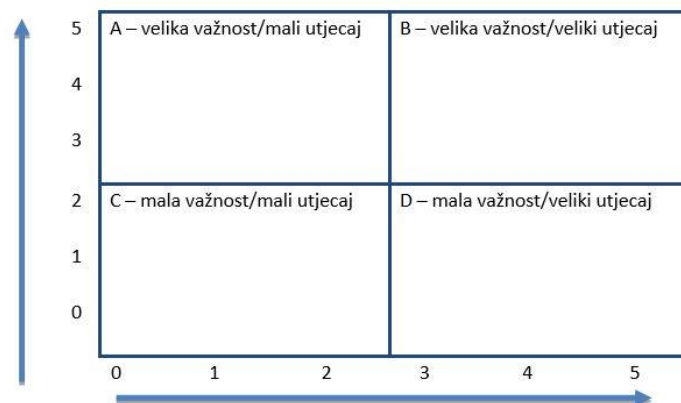 5 A – velika važnost/mali utjecaj B – velika važnost/veliki utjecaj
4
3
2 C – mala važnost/mali utjecaj D – mala važnost/veliki utjecaj
1
0
0 1 2 3 4 5